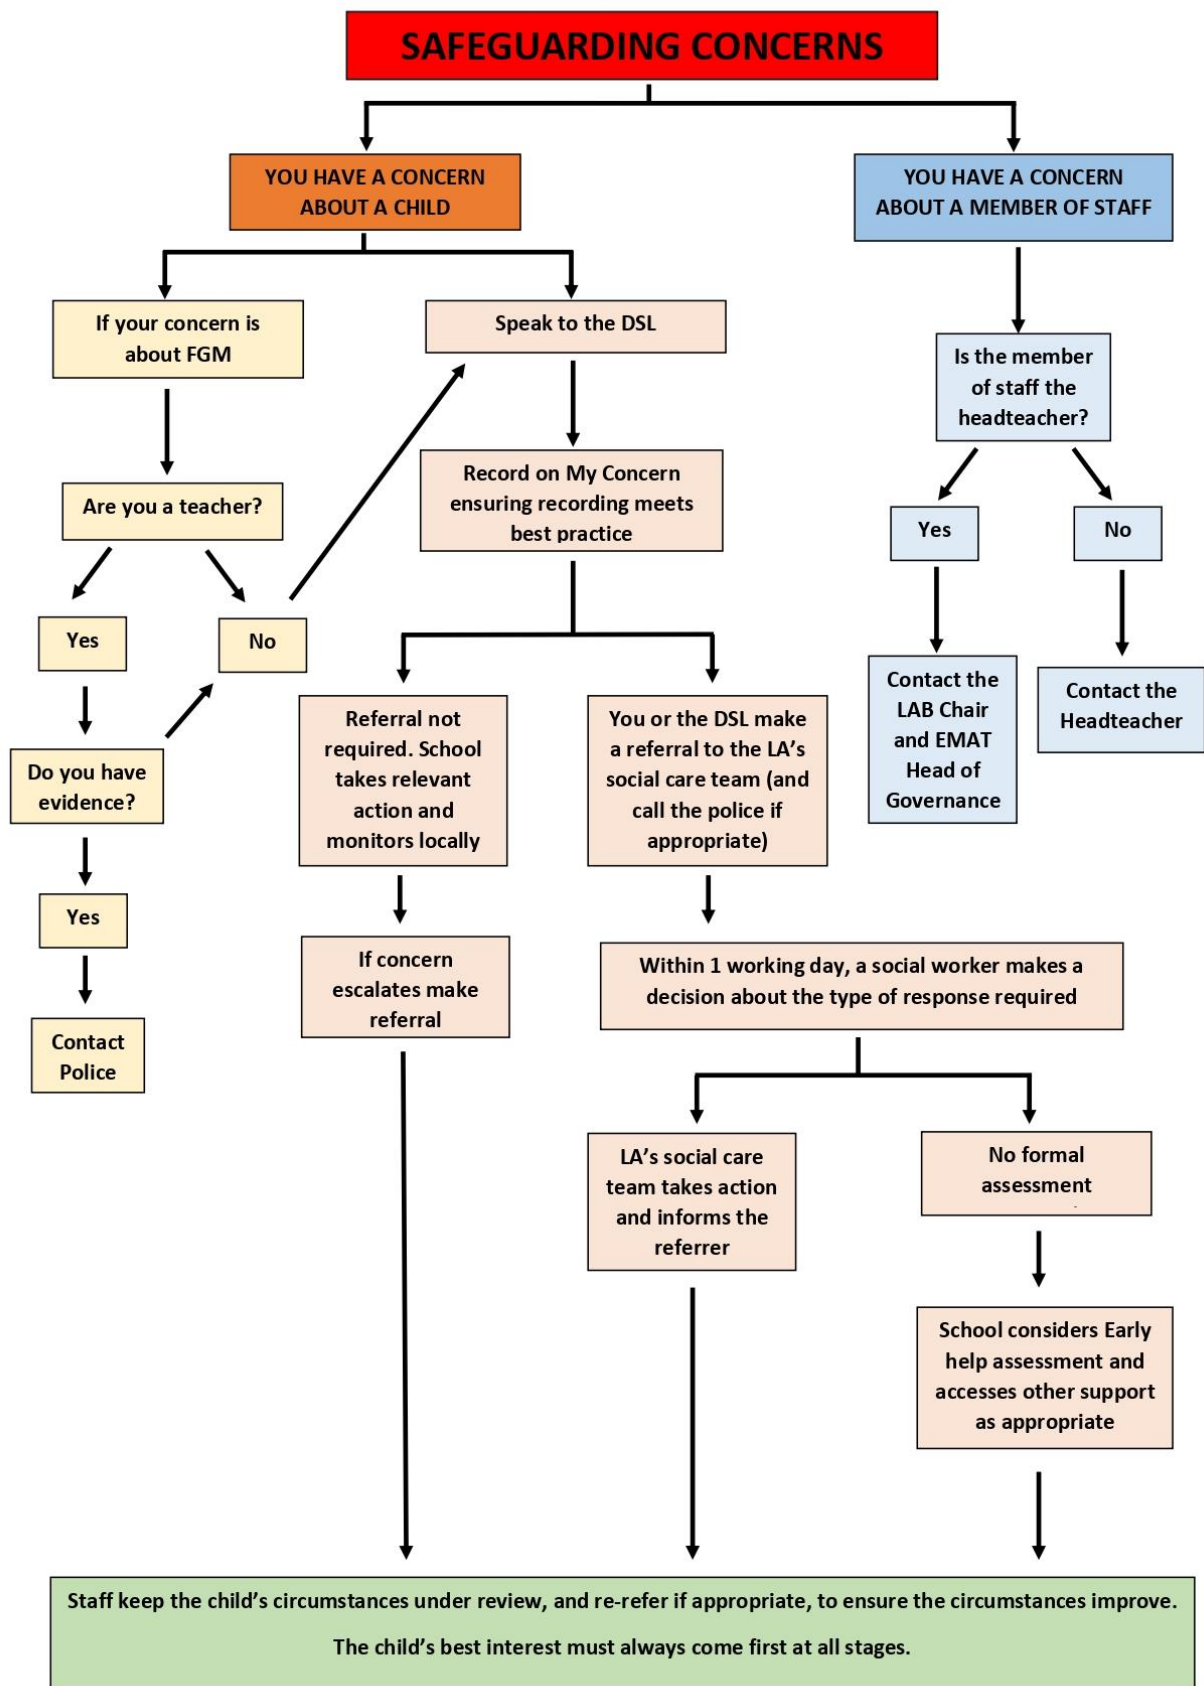 SAFEGUARDING CONCERNS
YOU HAVE A CONCERN
ABOUT A CHILD
YOU HAVE A CONCERN
ABOUT A MEMBER OF STAFF
If your concern is
about FGM
Speak to the DSL
Is the member
of staff the
headteacher?
Record on My Concern
ensuring recording meets
best practice
Are you a teacher?
Yes
No
Yes
No
Referral not
required. School
takes relevant
action and
monitors locally
You or the DSL make
a referral to the LA's
social care team (and
call the police if
appropriate)
Contact the
LAB Chair
and EMAT
Head of
Governance
Contact the
Headteacher
Do you have
evidence?
Yes
If concern
escalates make
referral
Within 1 working day, a social worker makes a
decision about the type of response required
Contact
Police
LA's social care
team takes action
and informs the
referrer
No formal
assessment
School considers Early
help assessment and
accesses other support
as appropriate
Staff keep the child's circumstances under review, and re-refer if appropriate, to ensure the circumstances improve.
The child's best interest must always come first at all stages.